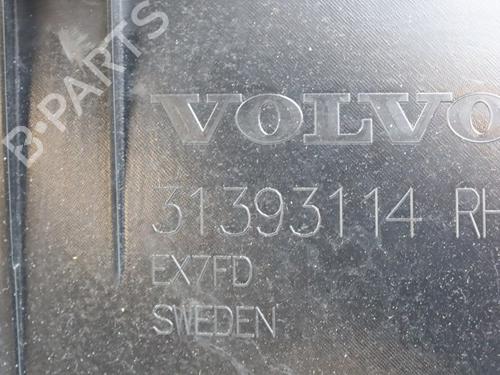 B-PARTS
VOLVO
31393114 RH
EX7FD
SWEDEN